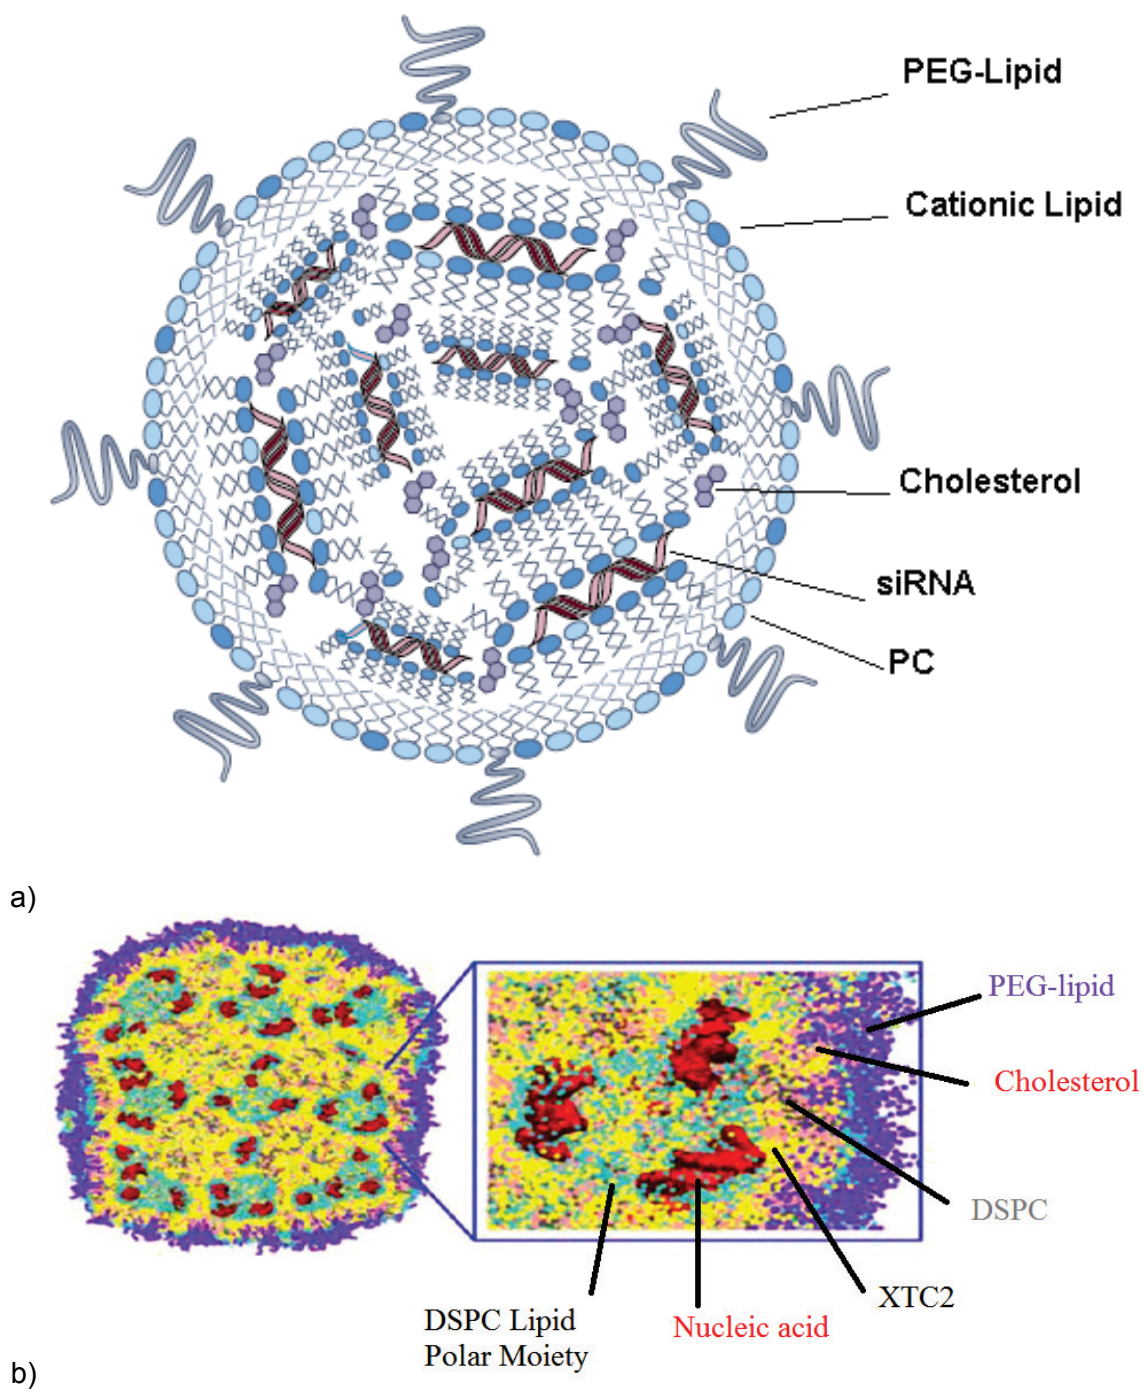 PEG-Lipid
Cationic Lipid
Cholesterol
siRNA
PC
a)
PEG-lipid
Cholesterol
DSPC
XTC2
Nucleic acid
DSPC Lipid
Polar Moiety
b)